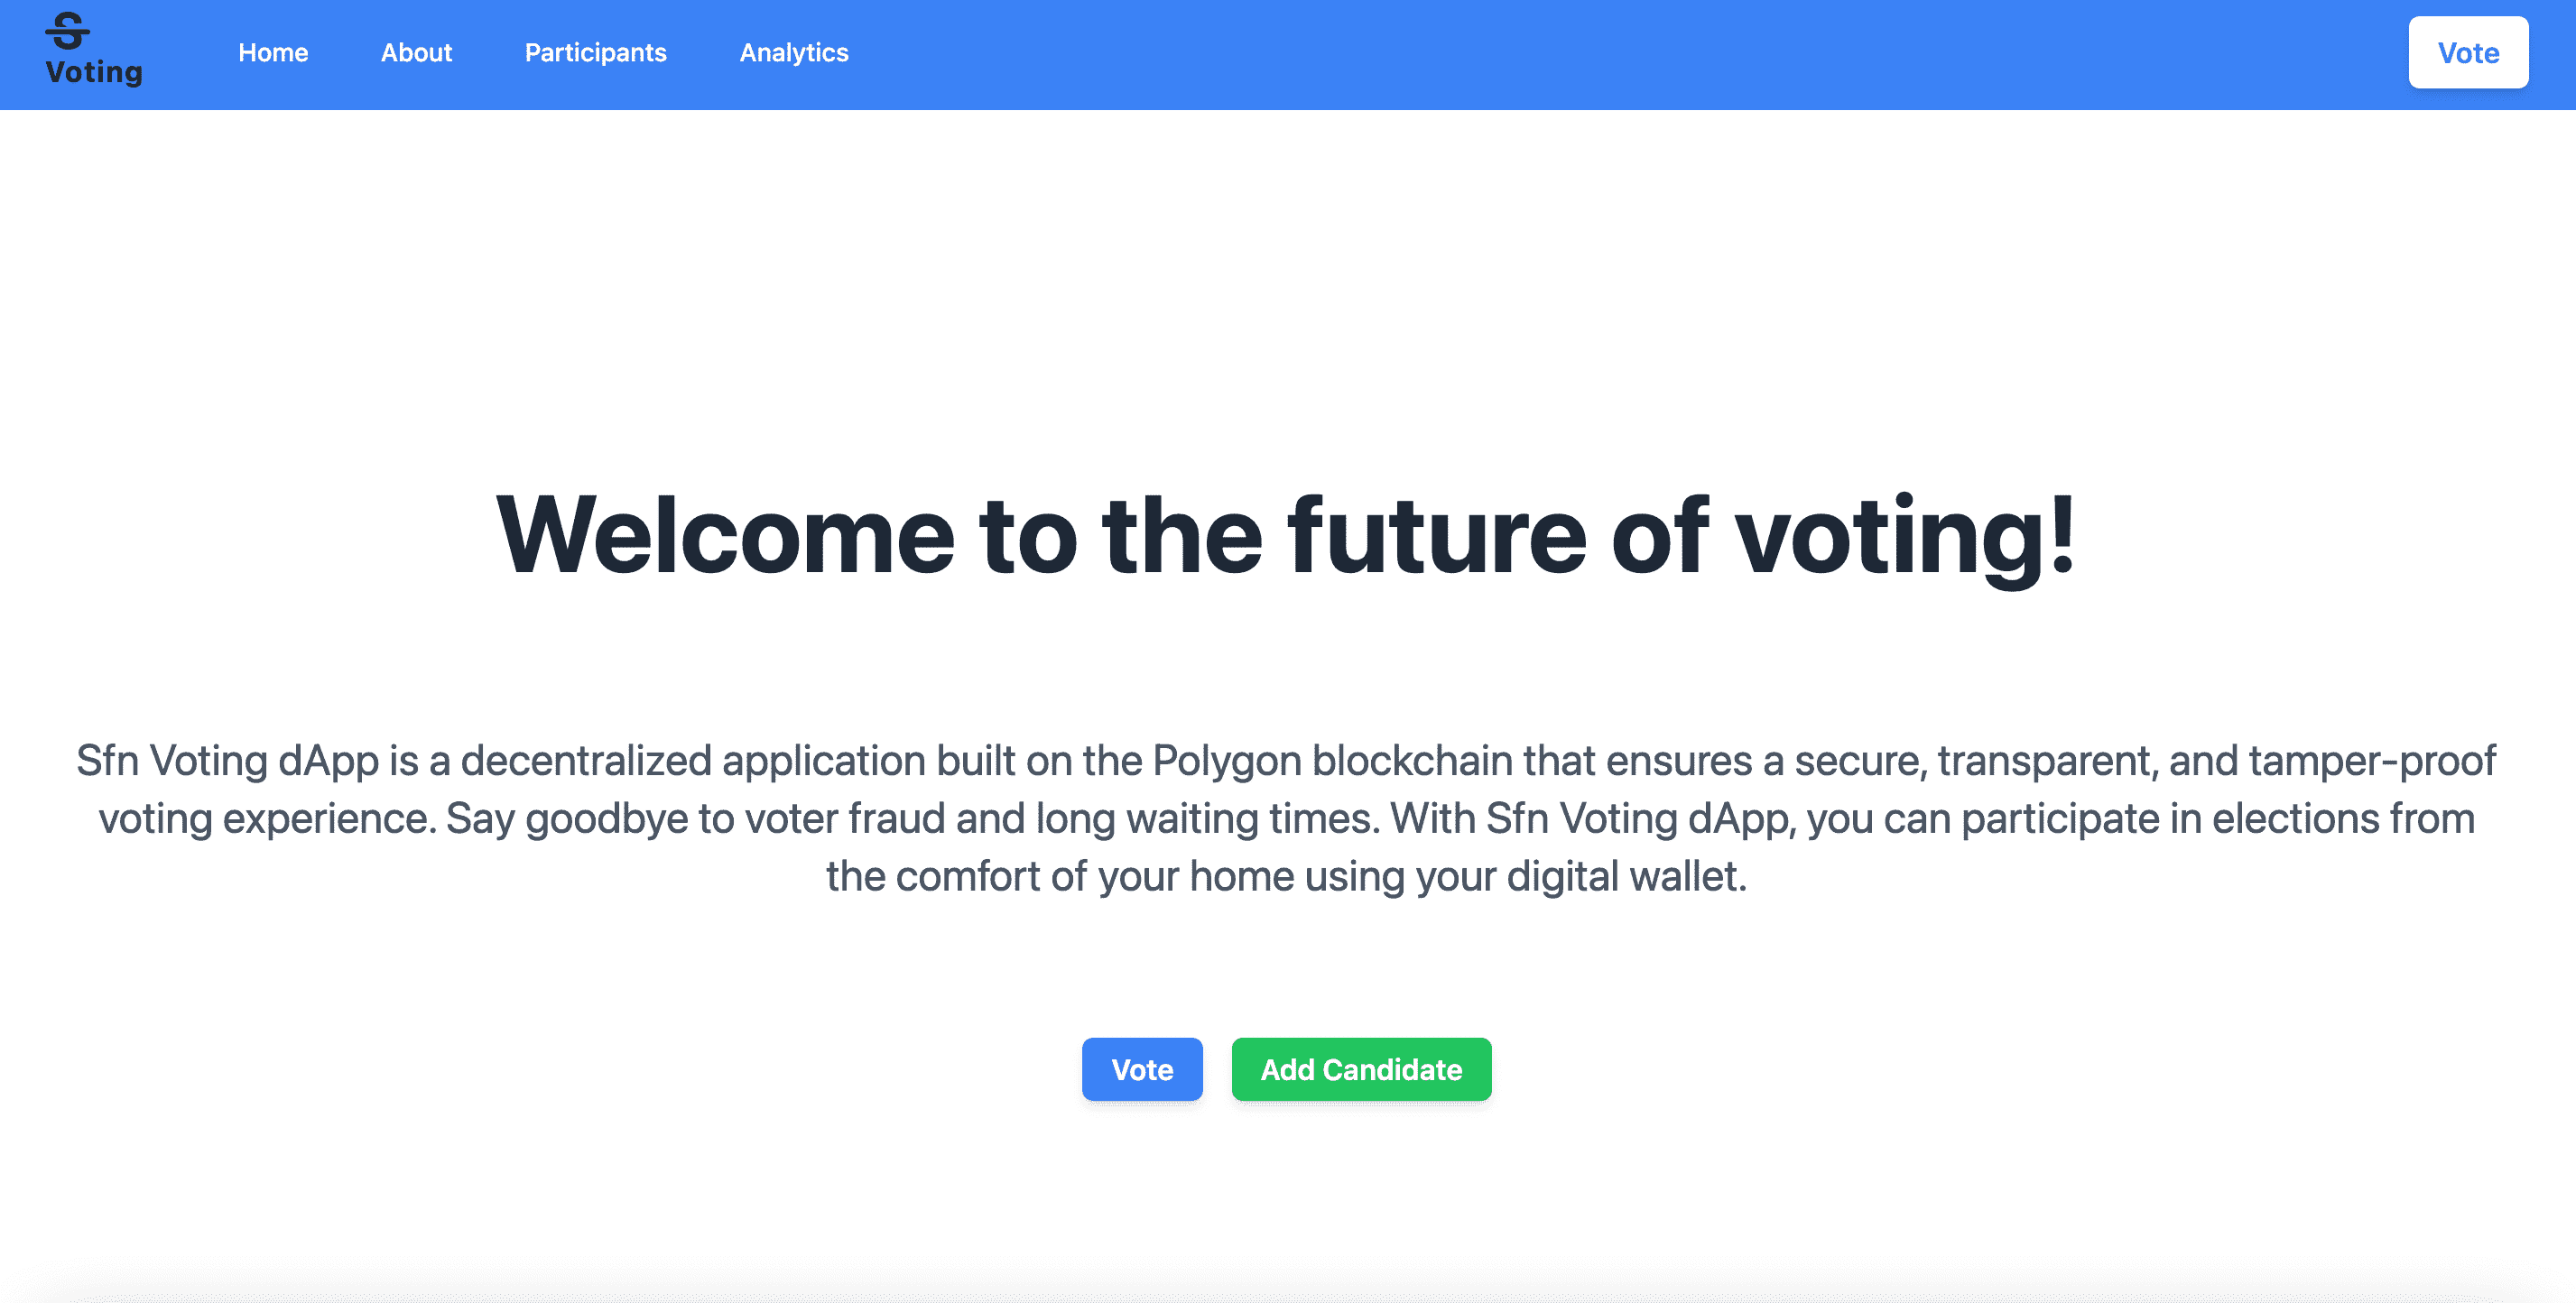 Voting
Home
About
Participants
Analytics
Vote
Welcome to the future of voting!
Sfn Voting dApp is a decentralized application built on the Polygon blockchain that ensures a secure, transparent, and tamper-proof
voting experience. Say goodbye to voter fraud and long waiting times. With Sfn Voting dApp, you can participate in elections from
the comfort of your home using your digital wallet.
Vote
Add Candidate